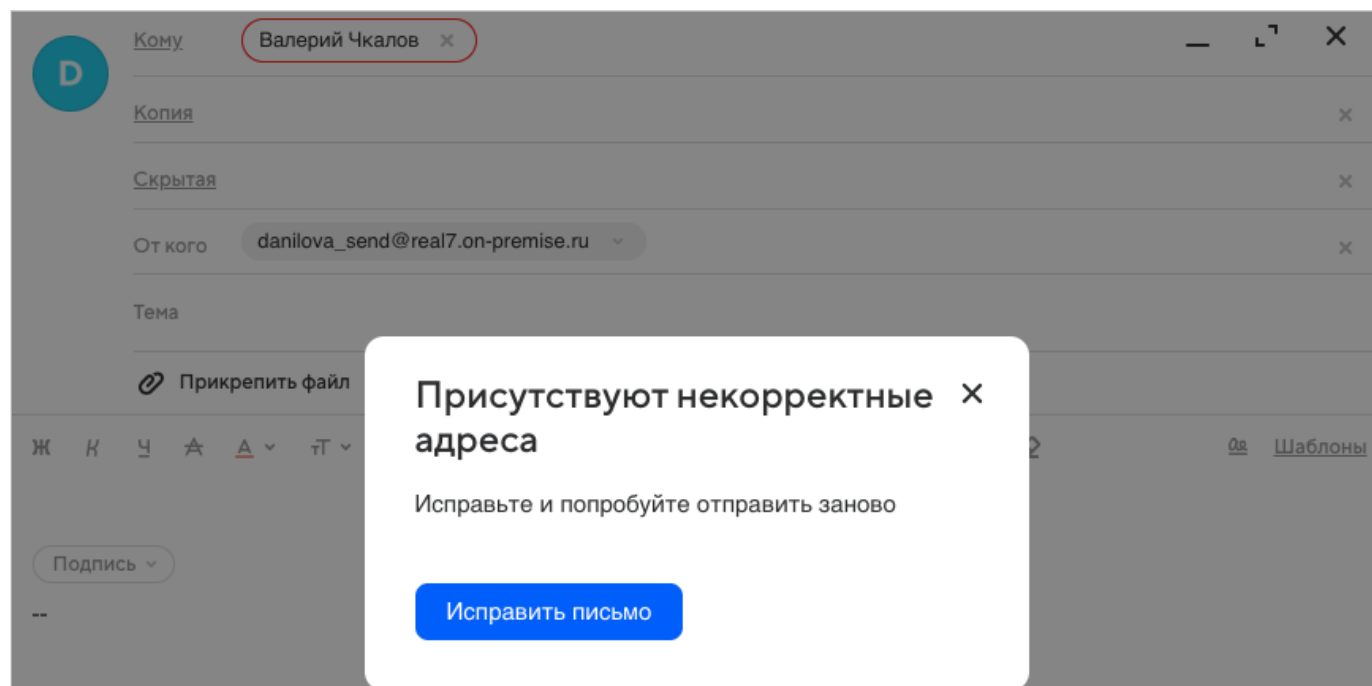 D
Кому Валерий Чкалов
Копия
Скрытая
От кого danilova_send@real7.on-premise.ru
Тема
Прикрепить файл
Присутствуют некорректные
адреса
Ж К У А А тТ Шаблоны
Исправьте и попробуйте отправить заново
Подпись
Исправить письмо
--